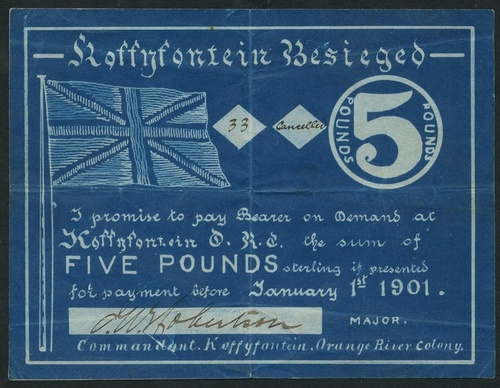 Koffyfontein Besieged
33 Cancelled
5
POUNDS POUNDS
I promise to pay Bearer on Demand at
Koffyfontein O.R.C. the sum of
FIVE POUNDS sterling if presented
for payment before January 1st 1901.
MAJOR.
Commandant. Koffyfontein. Orange River Colony.